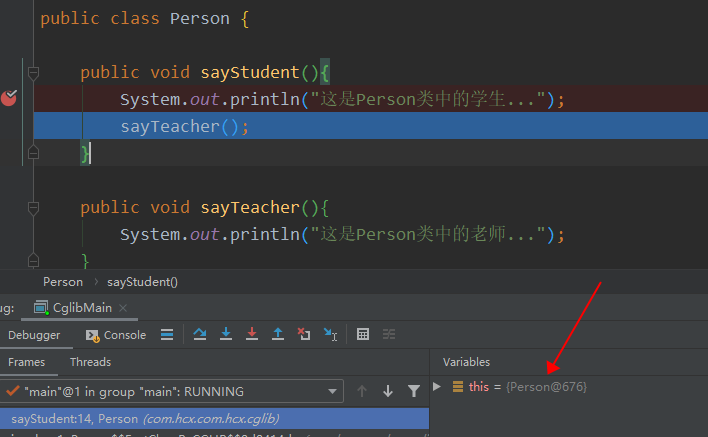 public class Person {
public void sayStudent(){
System.out.println("这是Person类中的学生...");
sayTeacher();
}
public void sayTeacher(){
System.out.println("这是Person类中的老师...");
}
Person > sayStudent()
ug: CglibMain ×
Debugger Console
Frames Threads
Variables
"main"@1 in group "main": RUNNING
this = {Person@676}
sayStudent:14, Person (com.hcx.com.hcx.cglib)